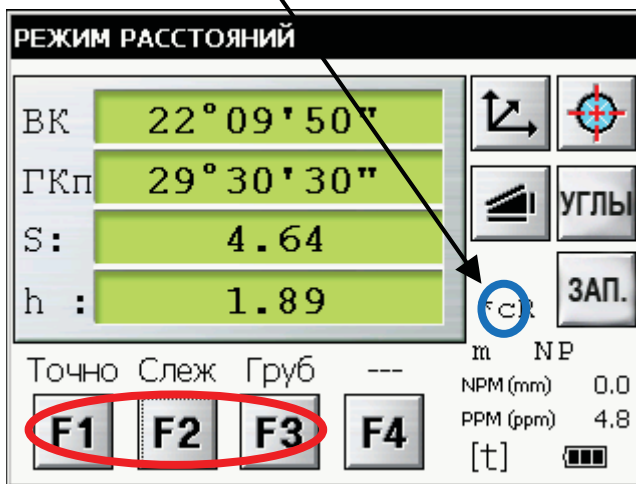 РЕЖИМ РАССТОЯНИЙ
ВК 22°09'50"
ГКп 29°30'30"
S: 4.64
h : 1.89
УГЛЫ
ЗАП.
*cR
m NP
NPM (mm) 0.0
PPM (ppm) 4.8
[t]
Точно Слеж Груб ---
F1 F2 F3 F4